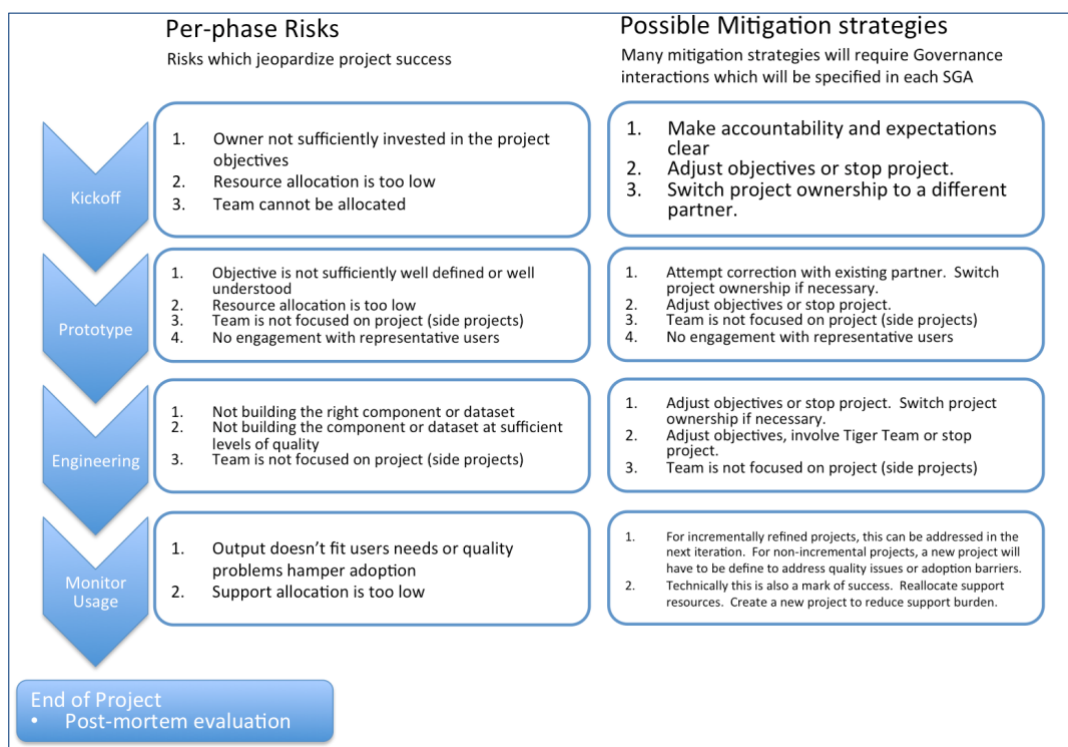 Per-phase Risks
Risks which jeopardize project success
Possible Mitigation strategies
Many mitigation strategies will require Governance
interactions which will be specified in each SGA
Kickoff
1. Owner not sufficiently invested in the project
objectives
2. Resource allocation is too low
3. Team cannot be allocated
1. Make accountability and expectations
clear
2. Adjust objectives or stop project.
3. Switch project ownership to a different
partner.
Prototype
1. Objective is not sufficiently well defined or well
understood
2. Resource allocation is too low
3. Team is not focused on project (side projects)
4. No engagement with representative users
1. Attempt correction with existing partner. Switch
project ownership if necessary.
2. Adjust objectives or stop project.
3. Team is not focused on project (side projects)
4. No engagement with representative users
Engineering
1. Not building the right component or dataset
2. Not building the component or dataset at sufficient
levels of quality
3. Team is not focused on project (side projects)
1. Adjust objectives or stop project. Switch project
ownership if necessary.
2. Adjust objectives, involve Tiger Team or stop
project.
3. Team is not focused on project (side projects)
Monitor
Usage
1. Output doesn't fit users needs or quality
problems hamper adoption
2. Support allocation is too low
1. For incrementally refined projects, this can be addressed in the
next iteration. For non-incremental projects, a new project will
have to be define to address quality issues or adoption barriers.
2. Technically this is also a mark of success. Reallocate support
resources. Create a new project to reduce support burden.
End of Project
• Post-mortem evaluation